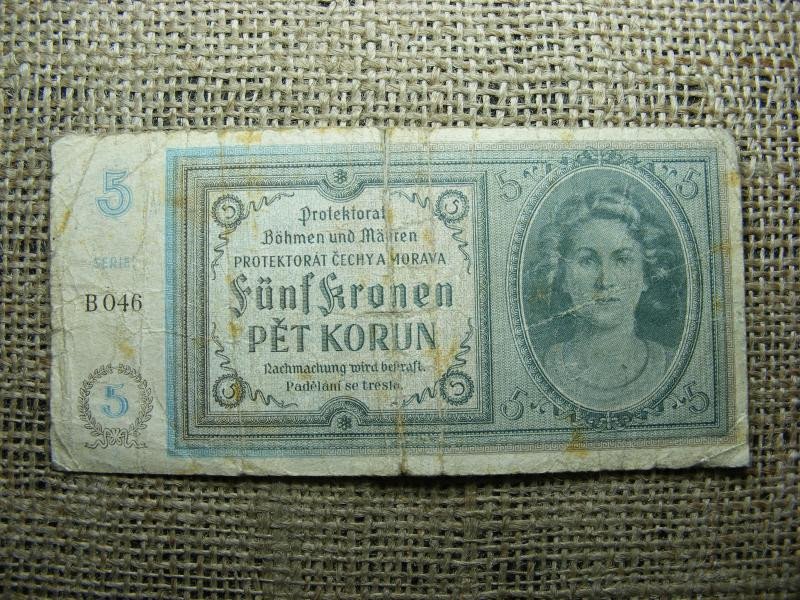 5
SERIE
B 046
5
5
5
5
5
Protektorat
Böhmen und Mähren
PROTEKTORÁT ČECHY A MORAVA
Fünf Kronen
PĚT KORUN
Nachmachung wird bestraft.
Padělání se tresta.
5
5
5
5